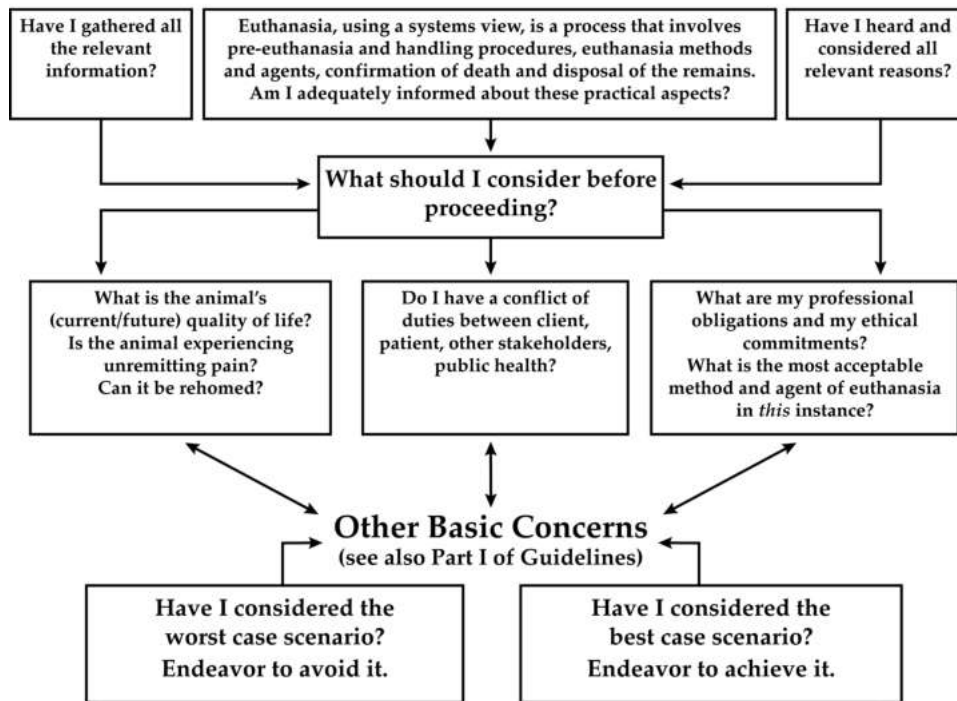 Have I gathered all
the relevant
information?
Euthanasia, using a systems view, is a process that involves
pre-euthanasia and handling procedures, euthanasia methods
and agents, confirmation of death and disposal of the remains.
Am I adequately informed about these practical aspects?
Have I heard and
considered all
relevant reasons?
What should I consider before
proceeding?
What is the animal's
(current/future) quality of life?
Is the animal experiencing
unremitting pain?
Can it be rehomed?
Do I have a conflict of
duties between client,
patient, other stakeholders,
public health?
What are my professional
obligations and my ethical
commitments?
What is the most acceptable
method and agent of euthanasia
in this instance?
Other Basic Concerns
(see also Part I of Guidelines)
Have I considered the
worst case scenario?
Endeavor to avoid it.
Have I considered the
best case scenario?
Endeavor to achieve it.